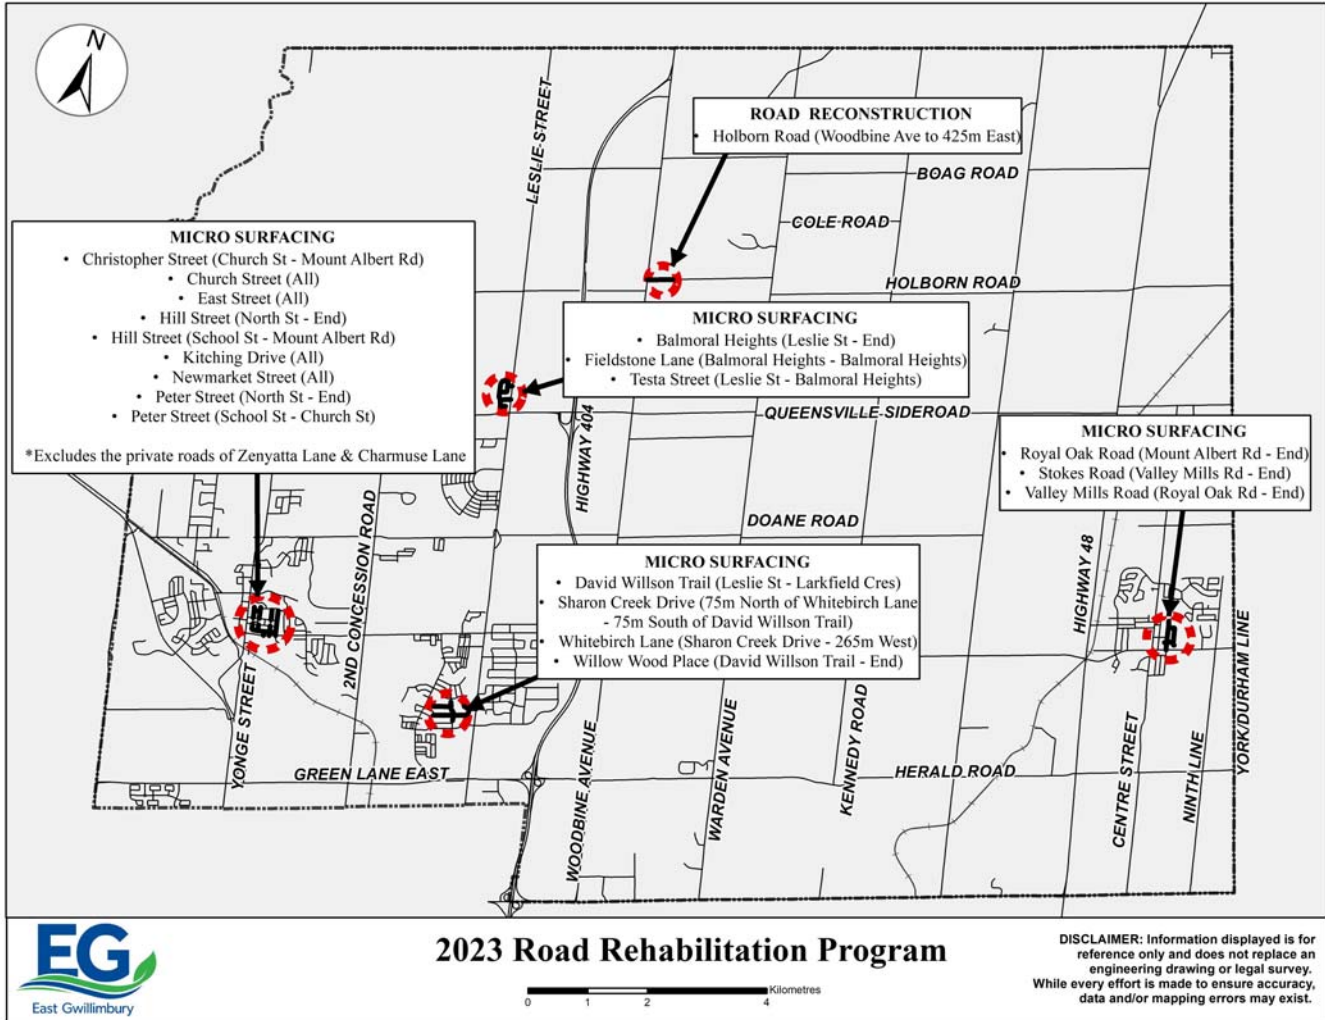 N
ROAD RECONSTRUCTION
• Holborn Road (Woodbine Ave to 425m East)
LESLIE STREET
BOAG ROAD
COLE ROAD
HOLBORN ROAD
MICRO SURFACING
• Christopher Street (Church St - Mount Albert Rd)
• Church Street (All)
• East Street (All)
• Hill Street (North St - End)
• Hill Street (School St - Mount Albert Rd)
• Kitching Drive (All)
• Newmarket Street (All)
• Peter Street (North St - End)
• Peter Street (School St - Church St)
*Excludes the private roads of Zenyatta Lane & Charmuse Lane
MICRO SURFACING
• Balmoral Heights (Leslie St - End)
• Fieldstone Lane (Balmoral Heights - Balmoral Heights)
• Testa Street (Leslie St - Balmoral Heights)
QUEENSVILLE SIDEROAD
HIGHWAY 404
MICRO SURFACING
• Royal Oak Road (Mount Albert Rd - End)
• Stokes Road (Valley Mills Rd - End)
• Valley Mills Road (Royal Oak Rd - End)
DOANE ROAD
2ND CONCESSION ROAD
HIGHWAY 48
MICRO SURFACING
• David Willson Trail (Leslie St - Larkfield Cres)
• Sharon Creek Drive (75m North of Whitebirch Lane
- 75m South of David Willson Trail)
• Whitebirch Lane (Sharon Creek Drive - 265m West)
• Willow Wood Place (David Willson Trail - End)
YONGE STREET
GREEN LANE EAST
WOODBINE AVENUE
WARDEN AVENUE
KENNEDY ROAD
HERALD ROAD
CENTRE STREET
NINTH LINE
YORK/DURHAM LINE
EG
East Gwillimbury
2023 Road Rehabilitation Program
0 1 2 4 Kilometres
DISCLAIMER: Information displayed is for
reference only and does not replace an
engineering drawing or legal survey.
While every effort is made to ensure accuracy,
data and/or mapping errors may exist.